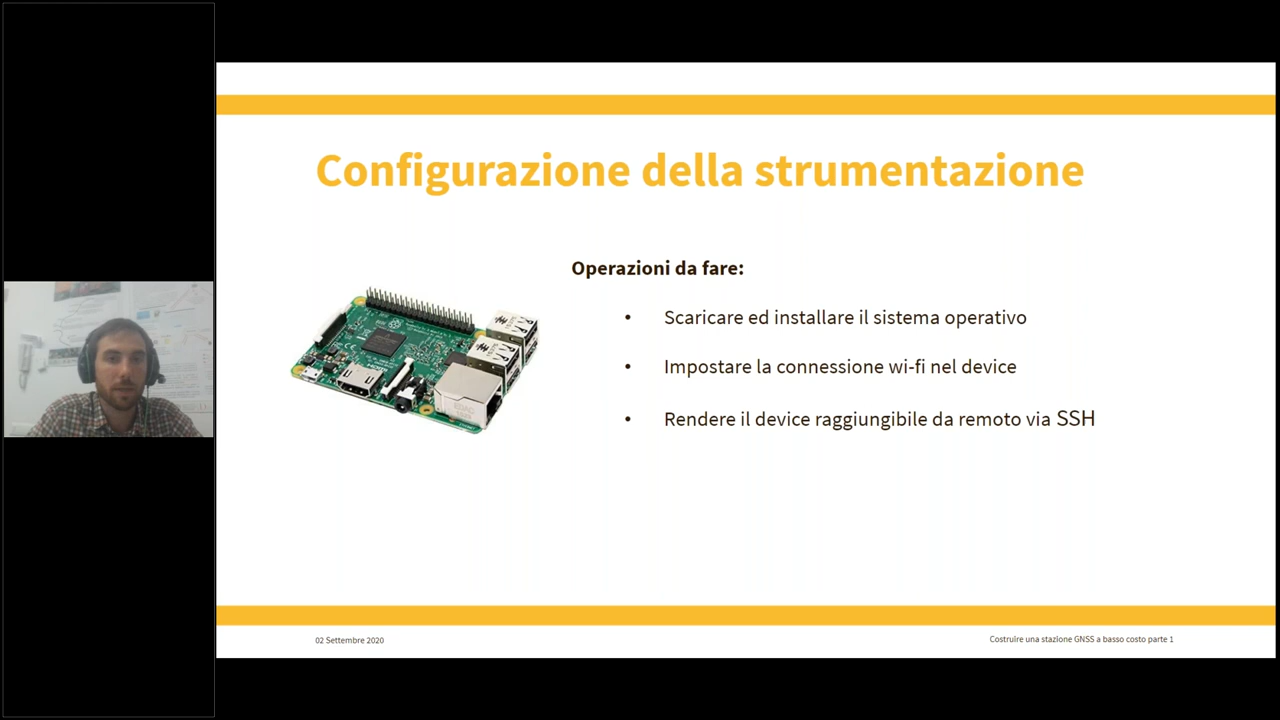 Configurazione della strumentazione
Operazioni da fare:
• Scaricare ed installare il sistema operativo
• Impostare la connessione wi-fi nel device
• Rendere il device raggiungibile da remoto via SSH
02 Settembre 2020
Costruire una stazione GNSS a basso costo parte 1